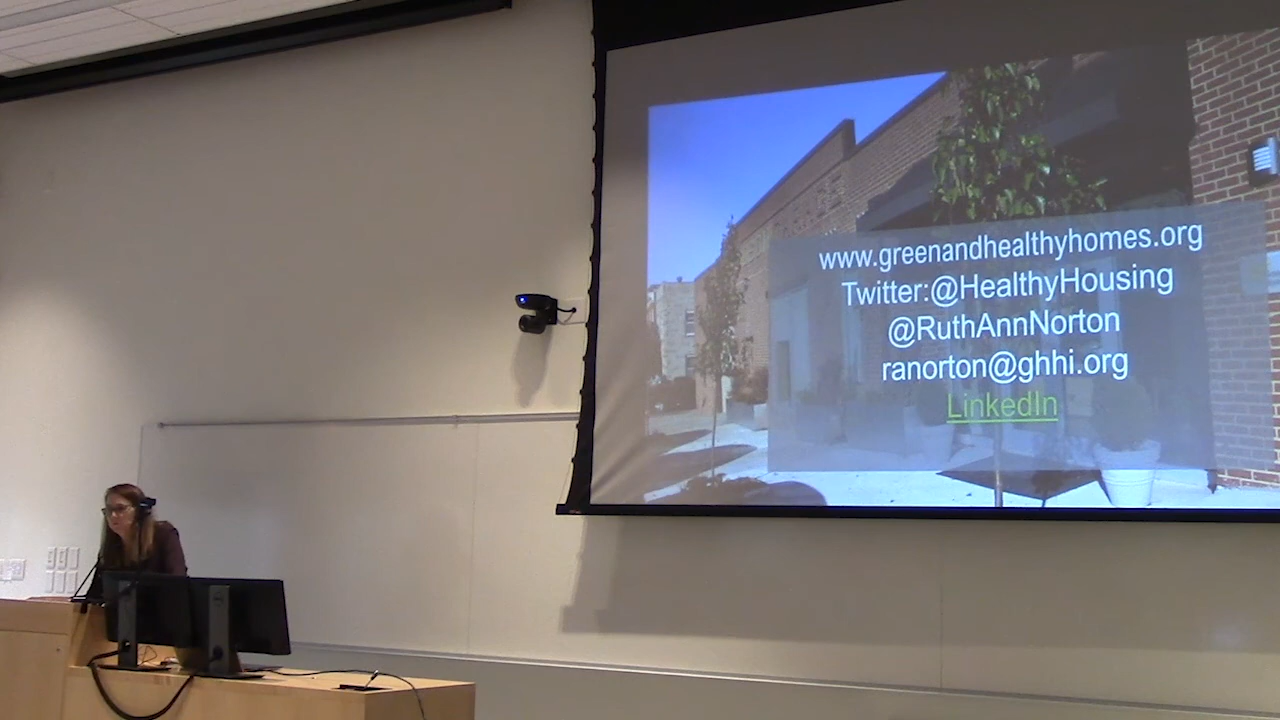 www.greenandhealthyhomes.org
Twitter:@HealthyHousing
@RuthAnnNorton
ranorton@ghhi.org
LinkedIn